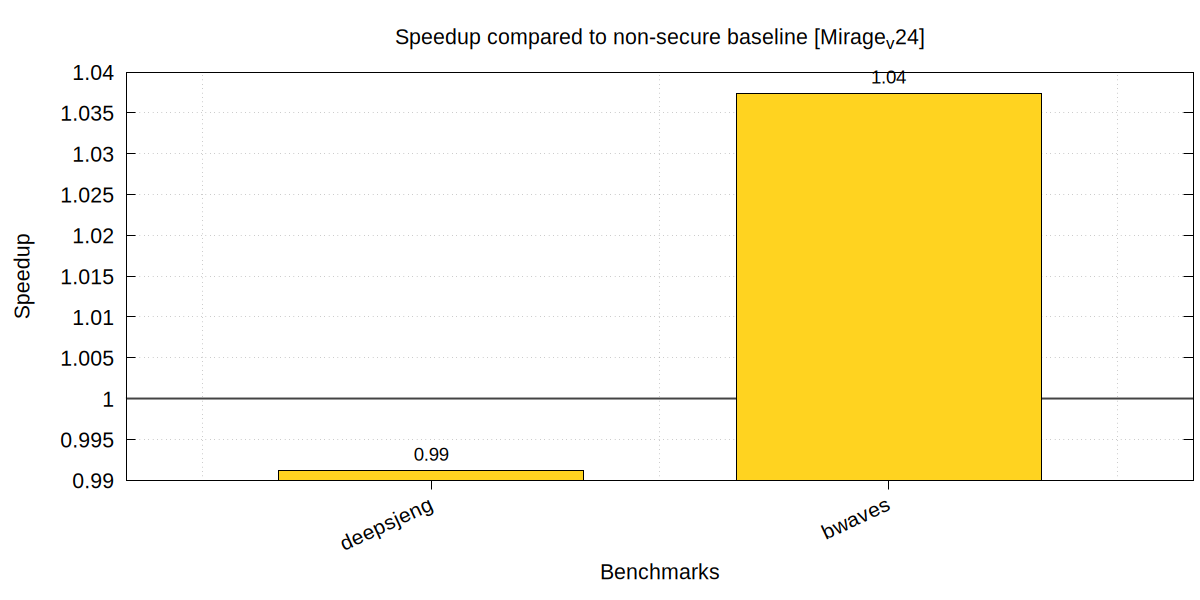 Speedup compared to non-secure baseline [Miragev24]
1.04
1.035
1.03
1.025
1.02
1.015
1.01
1.005
1
0.995
0.99
Speedup
1.04
0.99
deepsjeng
bwaves
Benchmarks